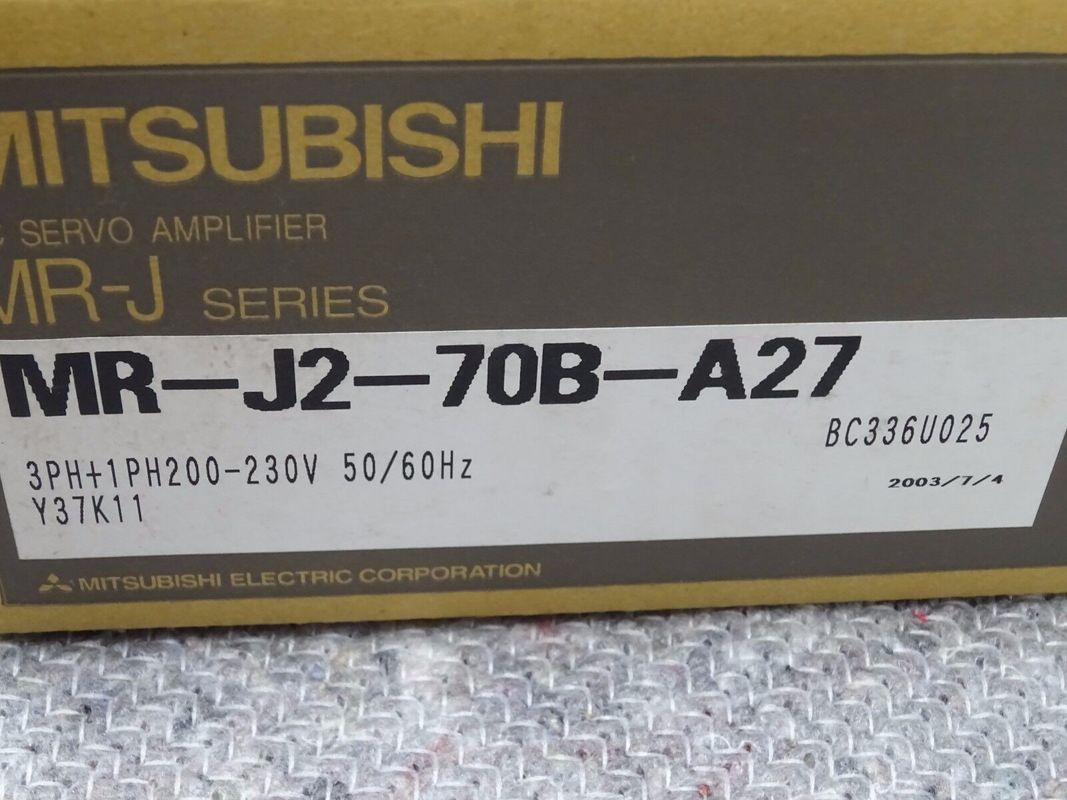 MITSUBISHI
C SERVO AMPLIFIER
MR-J SERIES
MR-J2-70B-A27
BC336U025
3PH+1PH200-230V 50/60Hz
2003/7/4
Y37K11
MITSUBISHI ELECTRIC CORPORATION